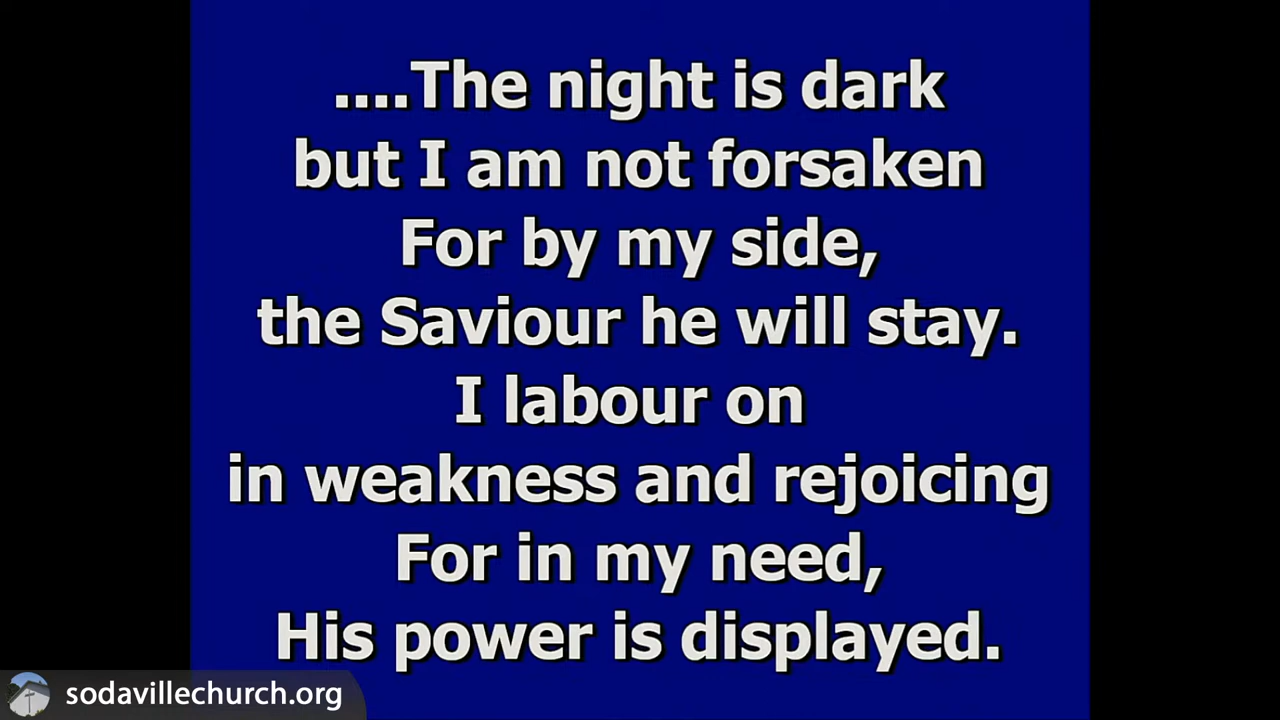 ....The night is dark
but I am not forsaken
For by my side,
the Saviour he will stay.
I labour on
in weakness and rejoicing
For in my need,
His power is displayed.
sodavillechurch.org